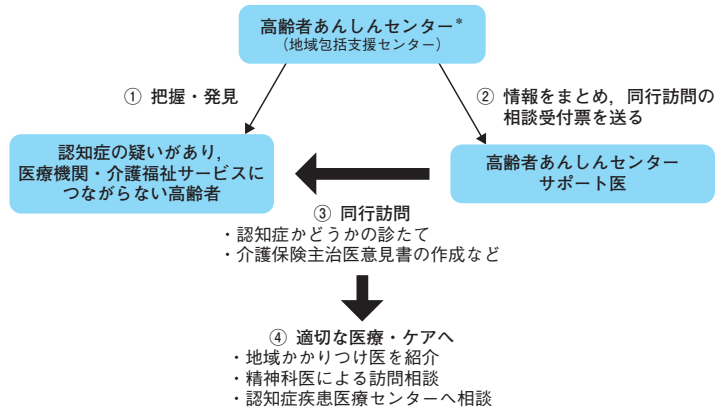 高齢者あんしんセンター*
（地域包括支援センター）
① 把握・発見
② 情報をまとめ，同行訪問の
相談受付票を送る
認知症の疑いがあり，
医療機関・介護福祉サービスに
つながらない高齢者
高齢者あんしんセンター
サポート医
③ 同行訪問
・認知症かどうかの診たて
・介護保険主治医意見書の作成など
④ 適切な医療・ケアへ
・地域かかりつけ医を紹介
・精神科医による訪問相談
・認知症疾患医療センターへ相談